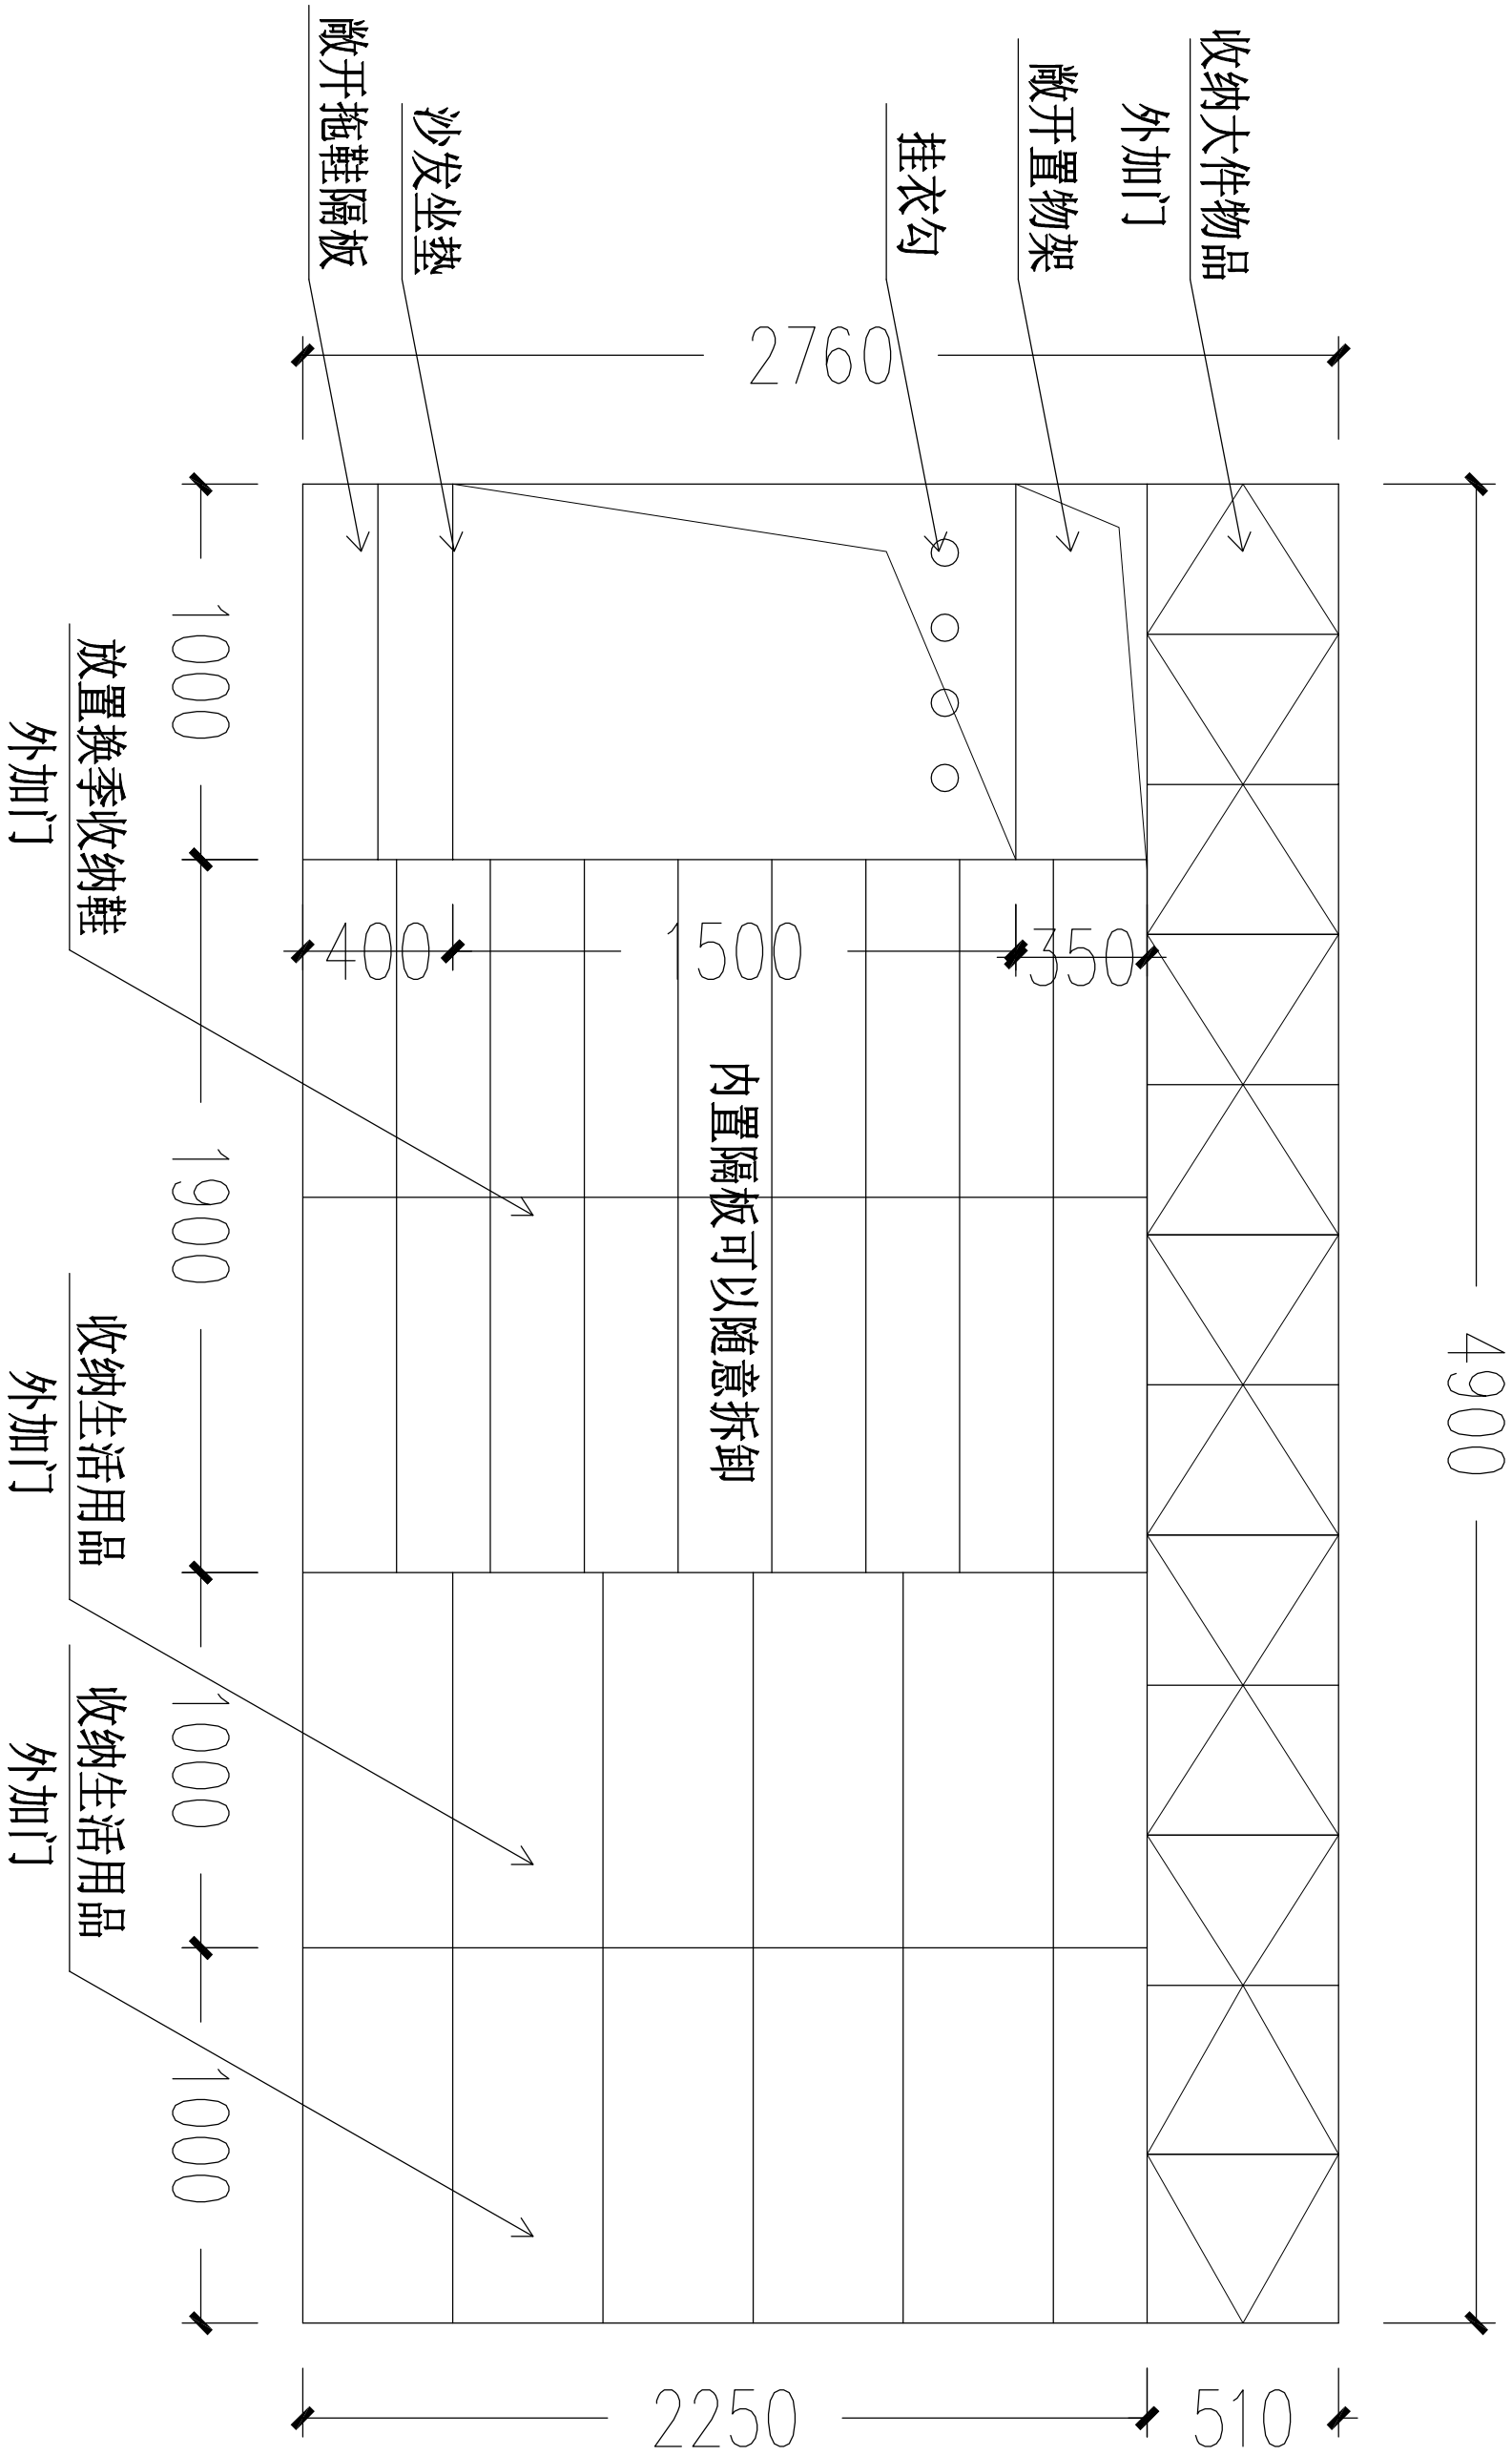 4900
收纳大件物品
外加门
敞开置物架
挂衣勾
沙发坐垫
敞开拖鞋隔板
2760
510
2250
350
1500
400
内置隔板可以随意拆卸
1000
1900
1000
1000
放置换季收纳鞋
外加门
收纳生活用品
外加门
收纳生活用品
外加门